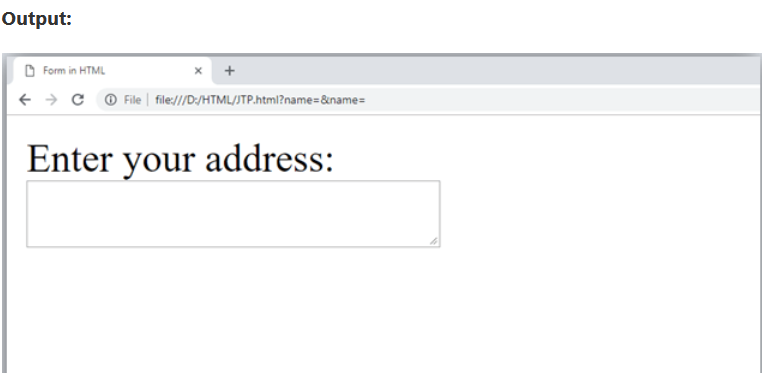 Output:
Form in HTML
File | file:///D:/HTML/JTP.html?name=&name=
Enter your address: